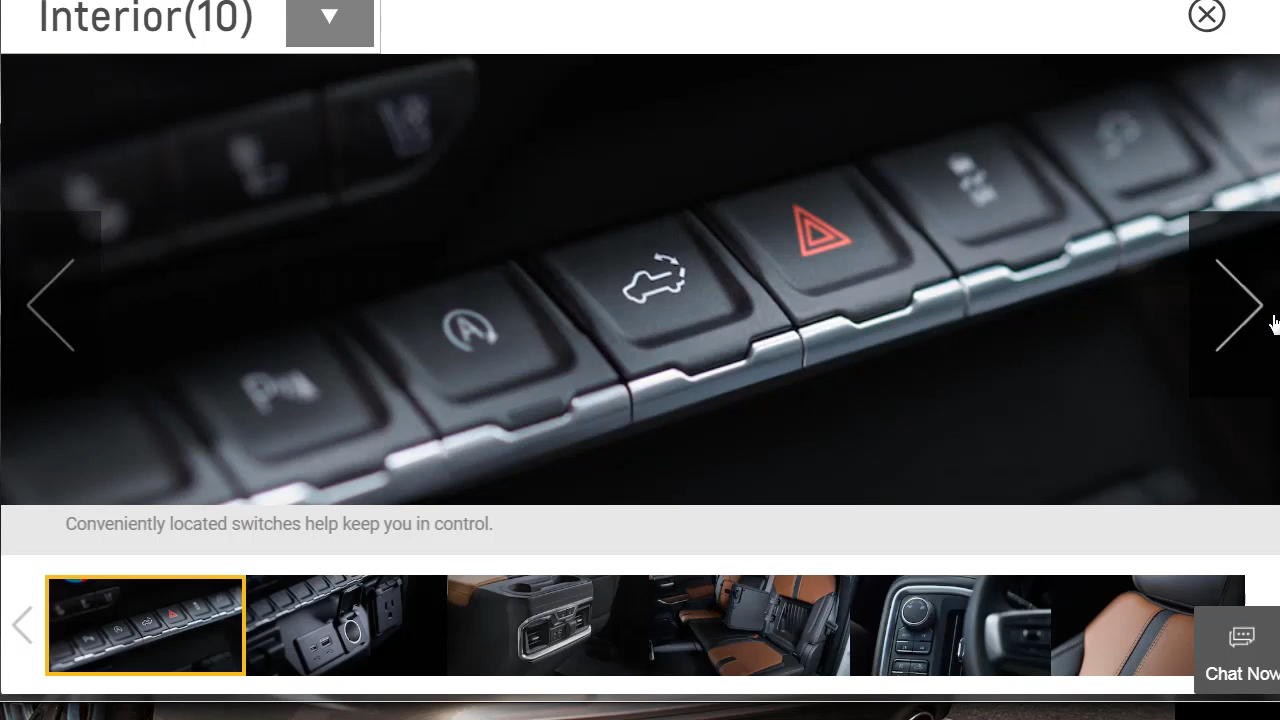 Interior(10)
P
A
Conveniently located switches help keep you in control.
Chat Now